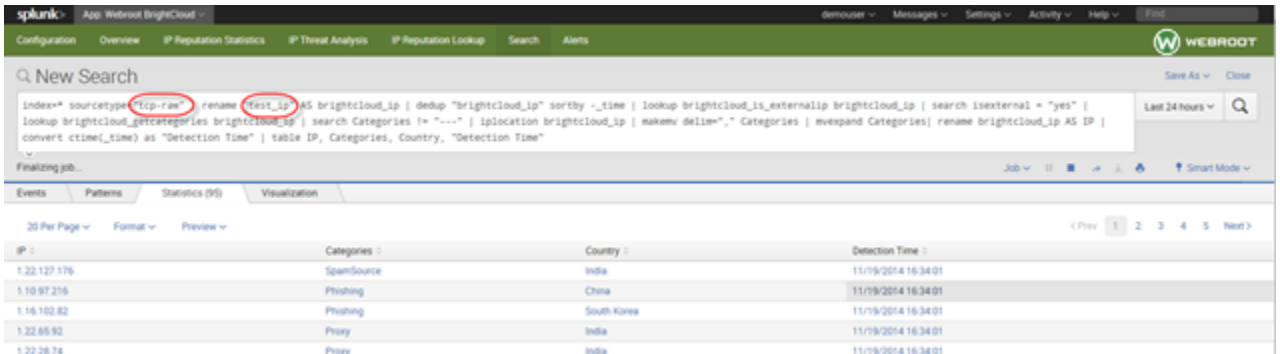 splunk> App: Webroot BrightCloud demouser Messages Settings Activity Help Find
Configuration Overview IP Reputation Statistics IP Threat Analysis IP Reputation Lookup Search Alerts W WEBROOT
New Search Save As Close
index=* sourcetype="tcp-raw" | rename "test_ip" AS brightcloud_ip | dedup "brightcloud_ip" sortby -_time | lookup brightcloud_is_externalip brightcloud_ip | search isexternal = "yes" | Last 24 hours
lookup brightcloud_getcategories brightcloud_ip | search Categories != "---" | iplocation brightcloud_ip | makemv delim="," Categories | mvexpand Categories| rename brightcloud_ip AS IP |
convert ctime(_time) as "Detection Time" | table IP, Categories, Country, "Detection Time"
Finalizing job... Job Smart Mode
Events Patterns Statistics (95) Visualization
20 Per Page Format Preview < Prev 1 2 3 4 5 Next >
IP Categories Country Detection Time
1.22.127.176 SpamSource India 11/19/2014 16:34:01
1.10.97.216 Phishing China 11/19/2014 16:34:01
1.16.102.82 Phishing South Korea 11/19/2014 16:34:01
1.22.65.92 Proxy India 11/19/2014 16:34:01
1.22.28.74 Proxy India 11/19/2014 16:34:01